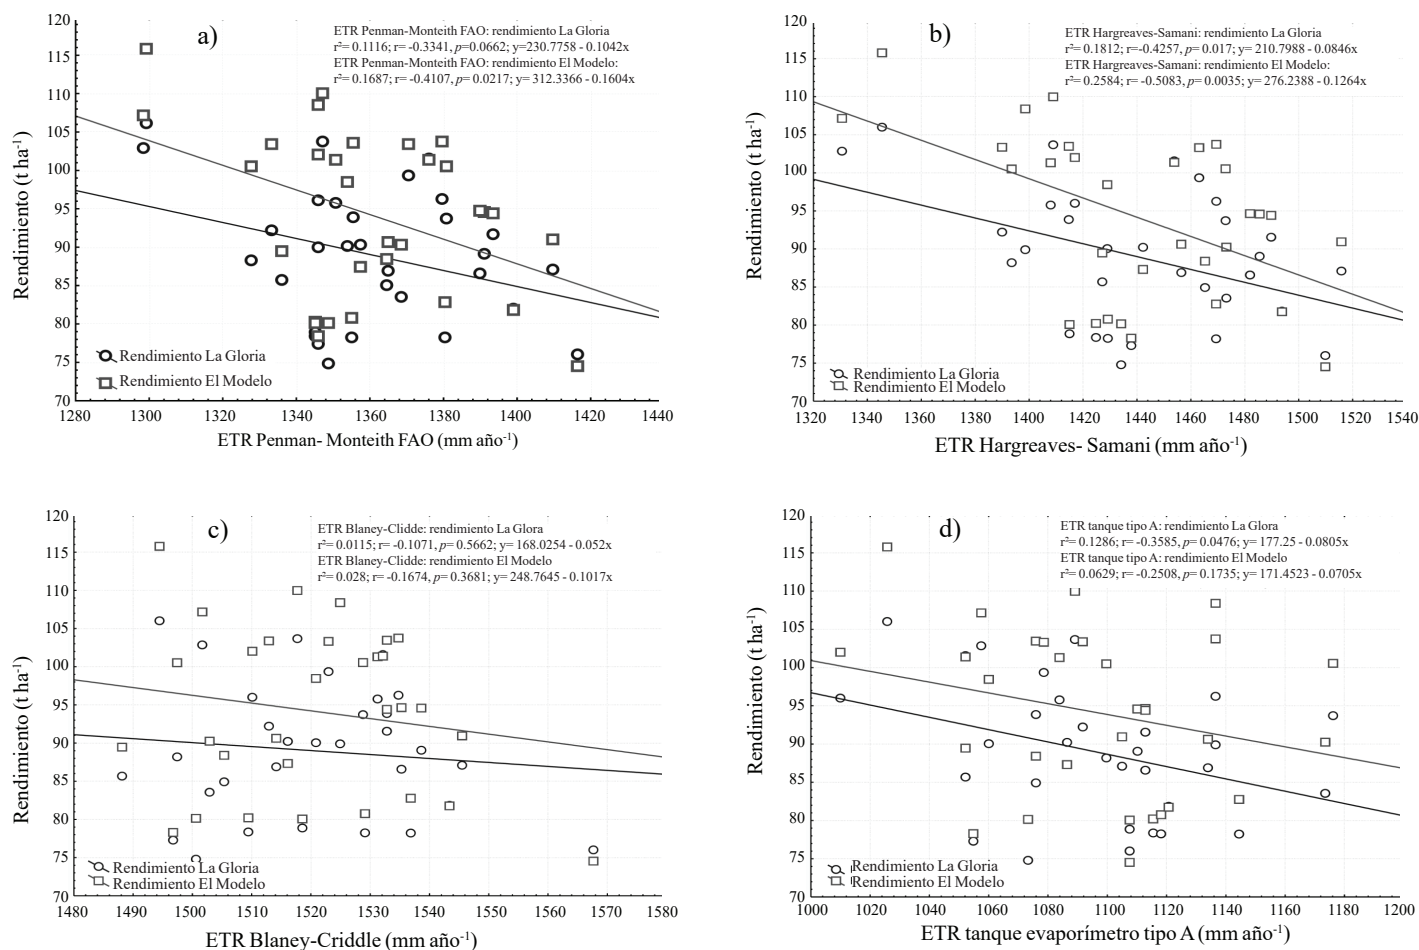 a)
ETR Penman-Monteith FAO: rendimiento La Gloria
r²= 0.1116; r= -0.3341, p=0.0662; y=230.7758 - 0.1042x
ETR Penman-Monteith FAO: rendimiento El Modelo:
r²= 0.1687; r= -0.4107, p= 0.0217; y= 312.3366 - 0.1604x
120
115
110
105
100
95
90
85
80
75
70
Rendimiento (t ha-1)
Rendimiento La Gloria
Rendimiento El Modelo
1280 1300 1320 1340 1360 1380 1400 1420 1440
ETR Penman- Monteith FAO (mm año-1)
b)
ETR Hargreaves-Samani: rendimiento La Gloria
r²= 0.1812; r=-0.4257, p= 0.017; y= 210.7988 - 0.0846x
ETR Hargreaves-Samani: rendimiento El Modelo:
r²= 0.2584; r= -0.5083, p= 0.0035; y= 276.2388 - 0.1264x
120
115
110
105
100
95
90
85
80
75
70
Rendimiento (t ha-1)
Rendimiento La Gloria
Rendimiento El Modelo
1320 1340 1360 1380 1400 1420 1440 1460 1480 1500 1520 1540
ETR Hargreaves- Samani (mm año-1)
c)
ETR Blaney-Clidde: rendimiento La Glora
r²= 0.0115; r= -0.1071, p= 0.5662; y= 168.0254 - 0.052x
ETR Blaney-Criddle: rendimiento El Modelo
r²= 0.028; r= -0.1674, p= 0.3681; y= 248.7645 - 0.1017x
120
115
110
105
100
95
90
85
80
75
70
Rendimiento (t ha-1)
Rendimiento La Gloria
Rendimiento El Modelo
1480 1490 1500 1510 1520 1530 1540 1550 1560 1570 1580
ETR Blaney-Criddle (mm año-1)
d)
ETR tanque tipo A: rendimiento La Glora
r²= 0.1286; r= -0.3585, p= 0.0476; y= 177.25 - 0.0805x
ETR tanque tipo A: rendimiento El Modelo
r²= 0.0629; r= -0.2508, p= 0.1735; y= 171.4523 - 0.0705x
120
115
110
105
100
95
90
85
80
75
70
Rendimiento (t ha-1)
Rendimiento La Gloria
Rendimiento El Modelo
1000 1020 1040 1060 1080 1100 1120 1140 1160 1180 1200
ETR tanque evaporímetro tipo A (mm año-1)